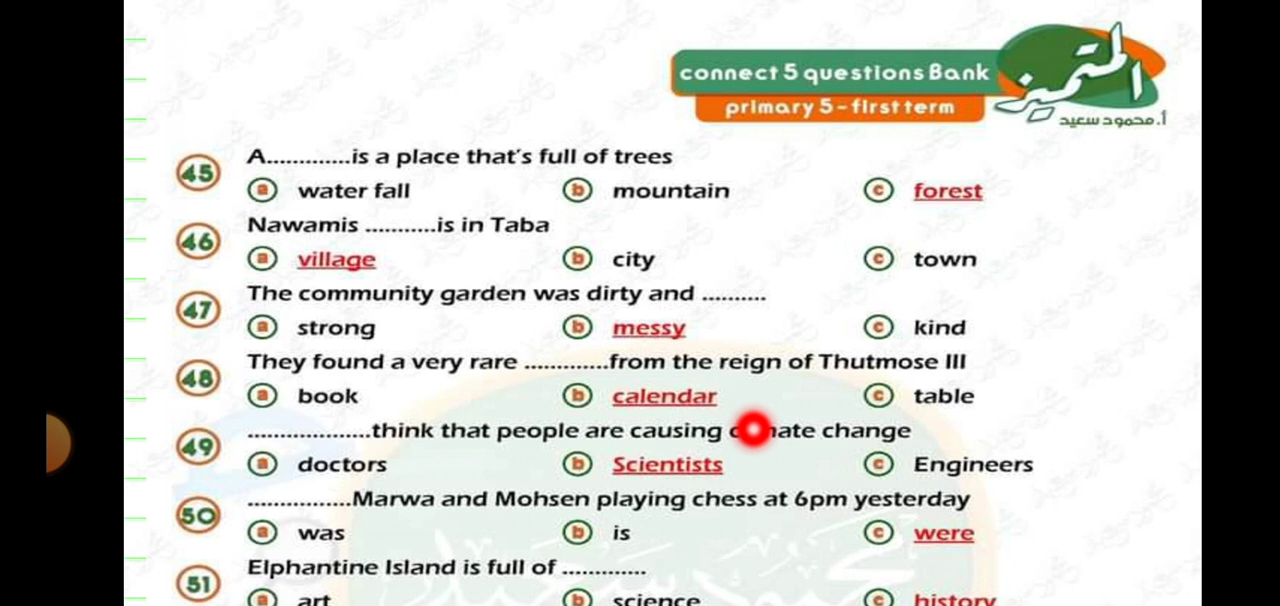 connect 5 questions Bank
primary 5 - first term
المتميز
أ. محمود سعيد
45 A.............is a place that's full of trees
a water fall b mountain c forest
46 Nawamis ...........is in Taba
a village b city c town
47 The community garden was dirty and ..........
a strong b messy c kind
48 They found a very rare .............from the reign of Thutmose III
a book b calendar c table
49 ...................think that people are causing change
a doctors b Scientists c Engineers
50 ................Marwa and Mohsen playing chess at 6pm yesterday
a was b is c were
51 Elphantine Island is full of .............
a art b science c history